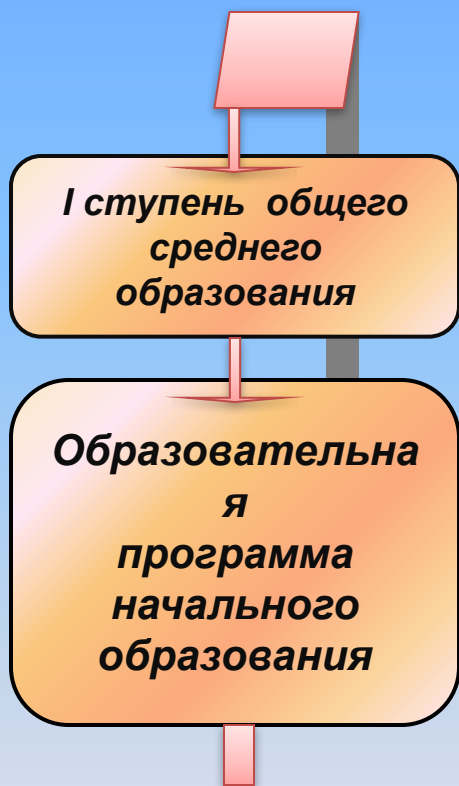 I ступень общего
среднего
образования
Образовательна
я
программа
начального
образования